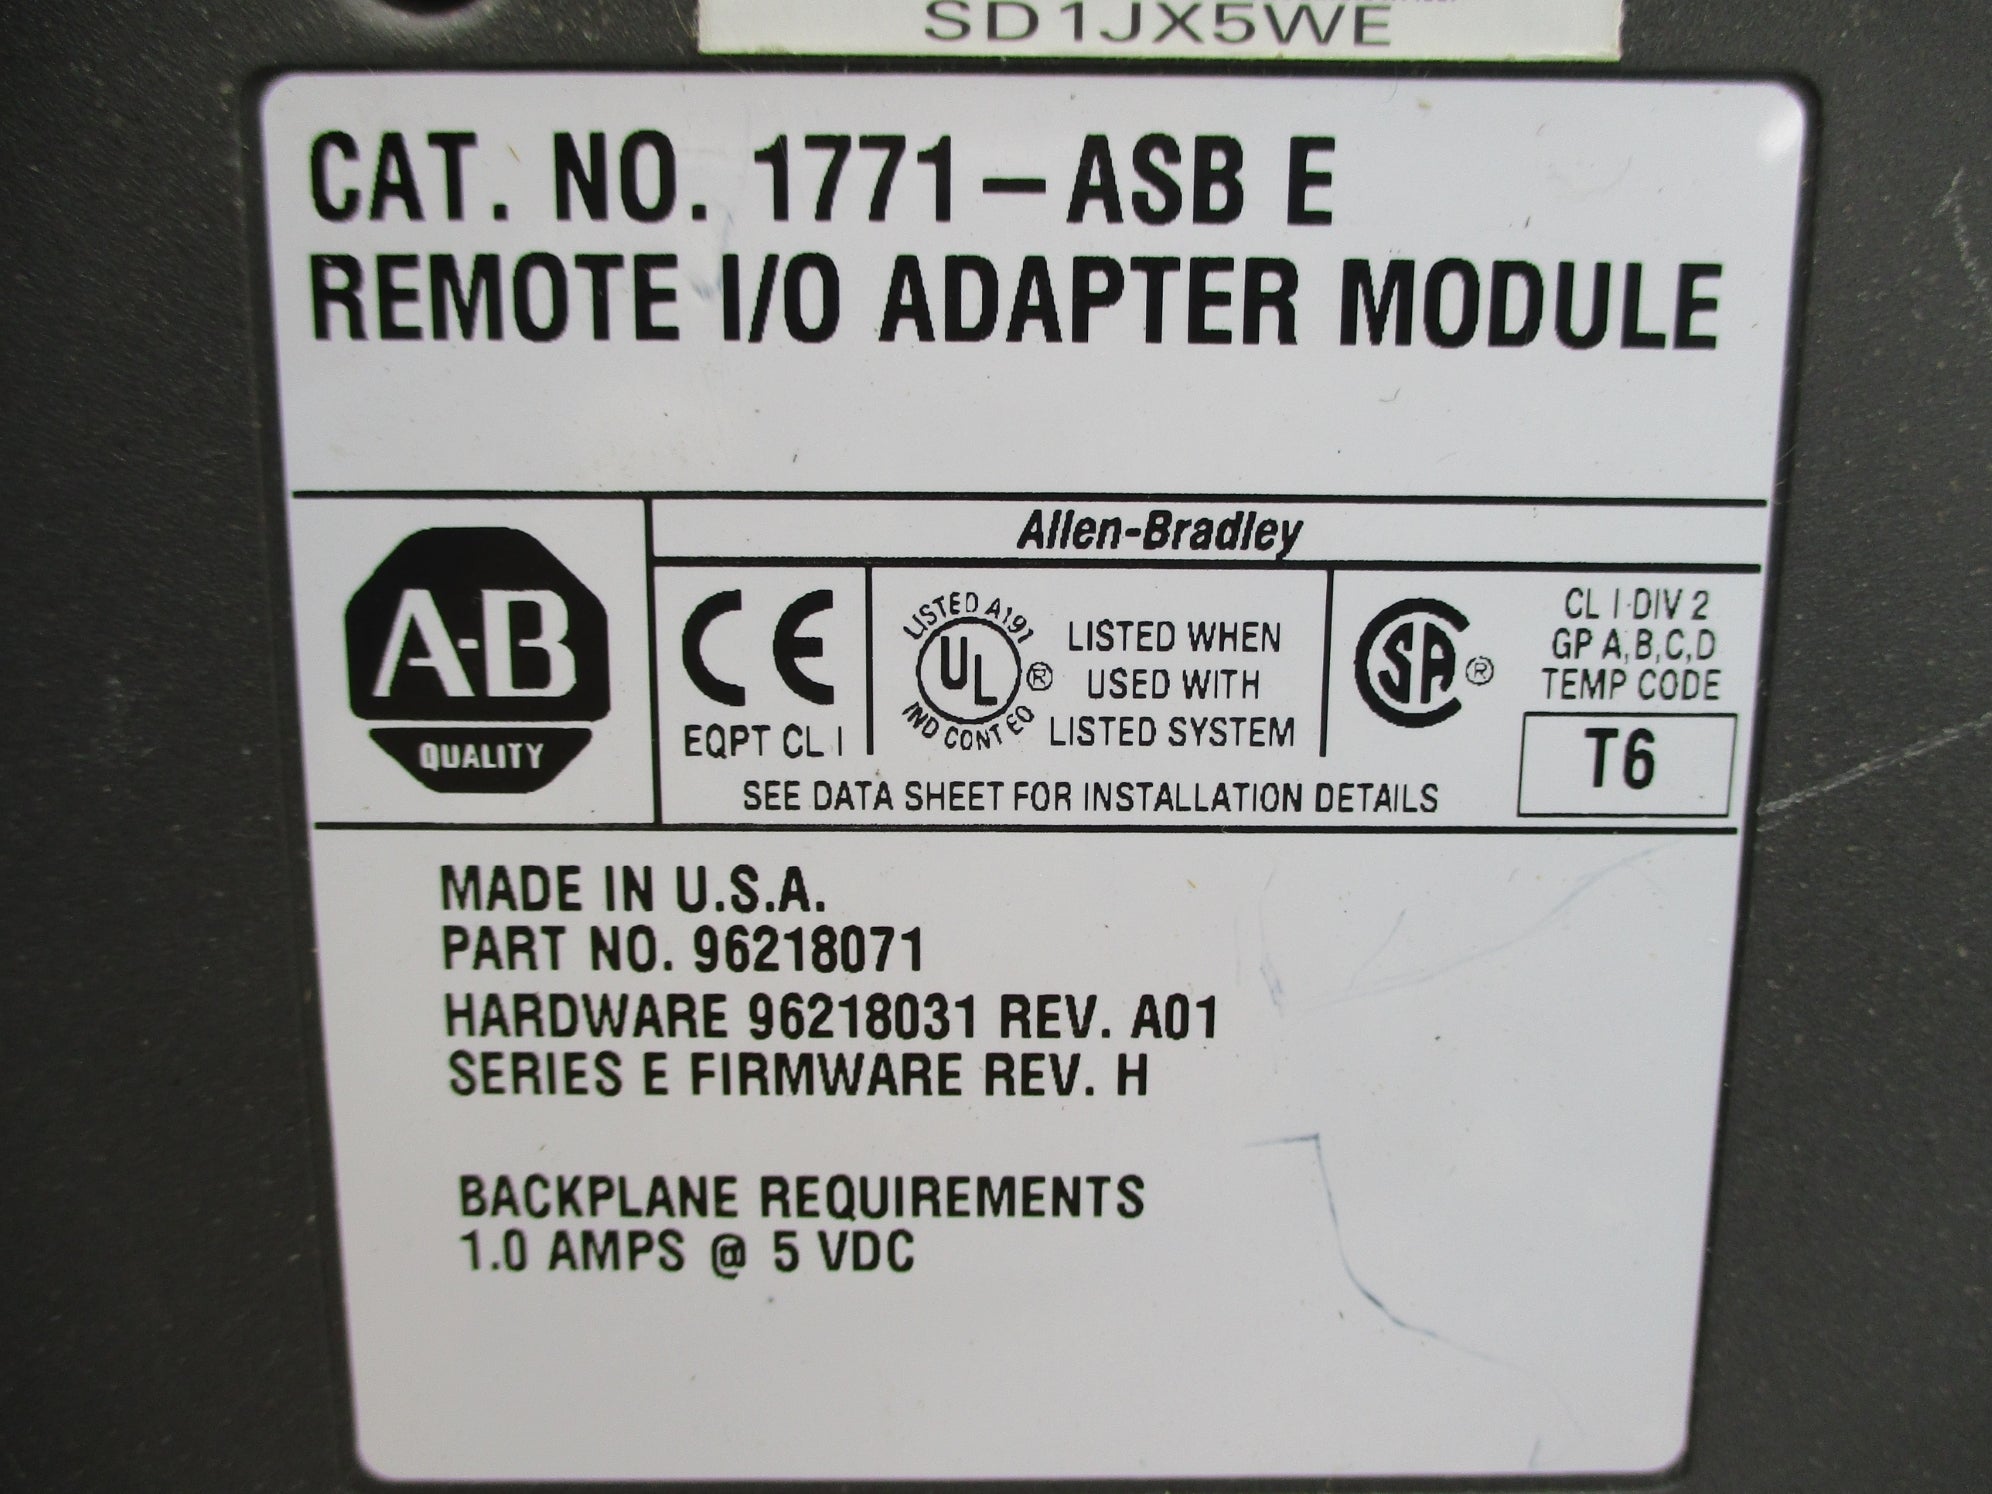 SD1JX5WE
CAT. NO. 1771-ASB E
REMOTE I/O ADAPTER MODULE
Allen-Bradley
A-B
QUALITY
CE
EQPT CL I
LISTED A191
UL ®
IND CONT EQ
LISTED WHEN
USED WITH
LISTED SYSTEM
SA ®
CL I DIV 2
GP A,B,C,D
TEMP CODE
T6
SEE DATA SHEET FOR INSTALLATION DETAILS
MADE IN U.S.A.
PART NO. 96218071
HARDWARE 96218031 REV. A01
SERIES E FIRMWARE REV. H
BACKPLANE REQUIREMENTS
1.0 AMPS @ 5 VDC